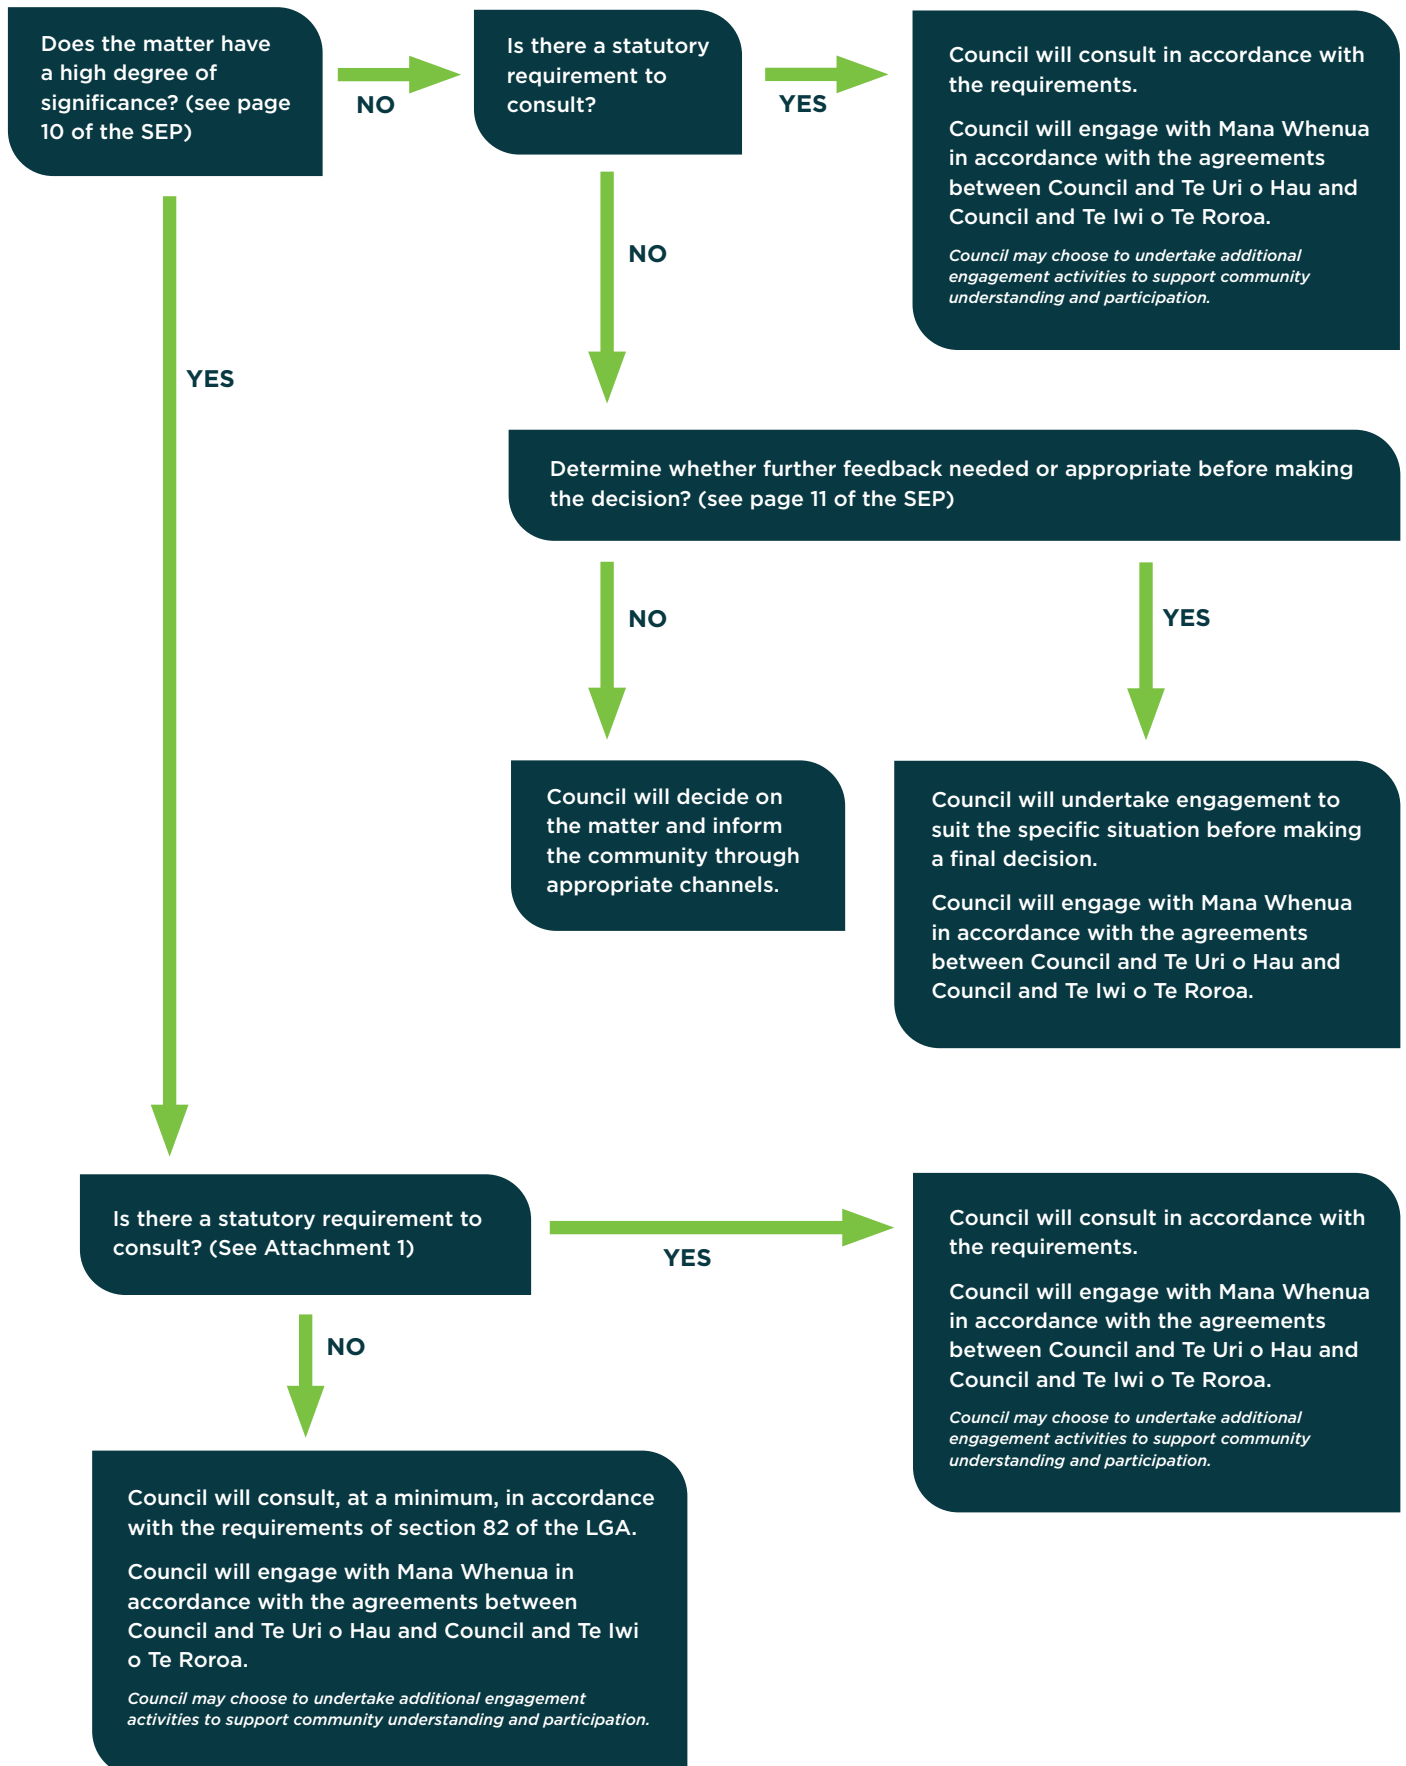 Does the matter have
a high degree of
significance? (see page
10 of the SEP)
NO
Is there a statutory
requirement to
consult?
YES
Council will consult in accordance with
the requirements.
Council will engage with Mana Whenua
in accordance with the agreements
between Council and Te Uri o Hau and
Council and Te Iwi o Te Roroa.
Council may choose to undertake additional
engagement activities to support community
understanding and participation.
NO
YES
Determine whether further feedback needed or appropriate before making
the decision? (see page 11 of the SEP)
NO
YES
Council will decide on
the matter and inform
the community through
appropriate channels.
Council will undertake engagement to
suit the specific situation before making
a final decision.
Council will engage with Mana Whenua
in accordance with the agreements
between Council and Te Uri o Hau and
Council and Te Iwi o Te Roroa.
Is there a statutory requirement to
consult? (See Attachment 1)
YES
Council will consult in accordance with
the requirements.
Council will engage with Mana Whenua
in accordance with the agreements
between Council and Te Uri o Hau and
Council and Te Iwi o Te Roroa.
Council may choose to undertake additional
engagement activities to support community
understanding and participation.
NO
Council will consult, at a minimum, in accordance
with the requirements of section 82 of the LGA.
Council will engage with Mana Whenua in
accordance with the agreements between
Council and Te Uri o Hau and Council and Te Iwi
o Te Roroa.
Council may choose to undertake additional engagement
activities to support community understanding and participation.